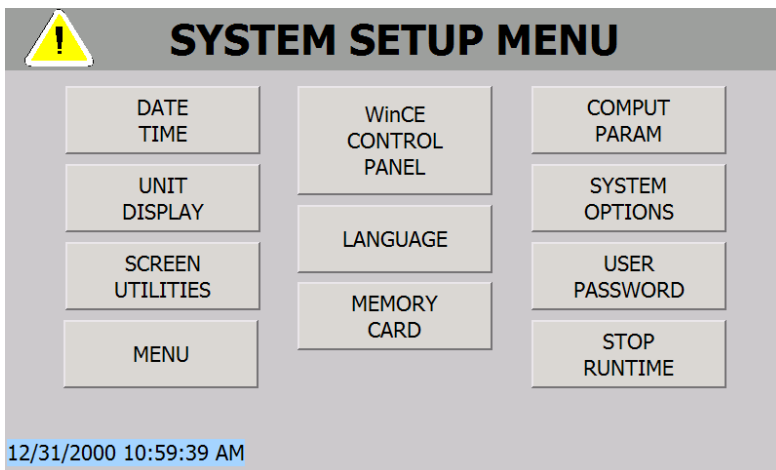 !
SYSTEM SETUP MENU
DATE
TIME
UNIT
DISPLAY
SCREEN
UTILITIES
MENU
WinCE
CONTROL
PANEL
LANGUAGE
MEMORY
CARD
COMPUT
PARAM
SYSTEM
OPTIONS
USER
PASSWORD
STOP
RUNTIME
12/31/2000 10:59:39 AM